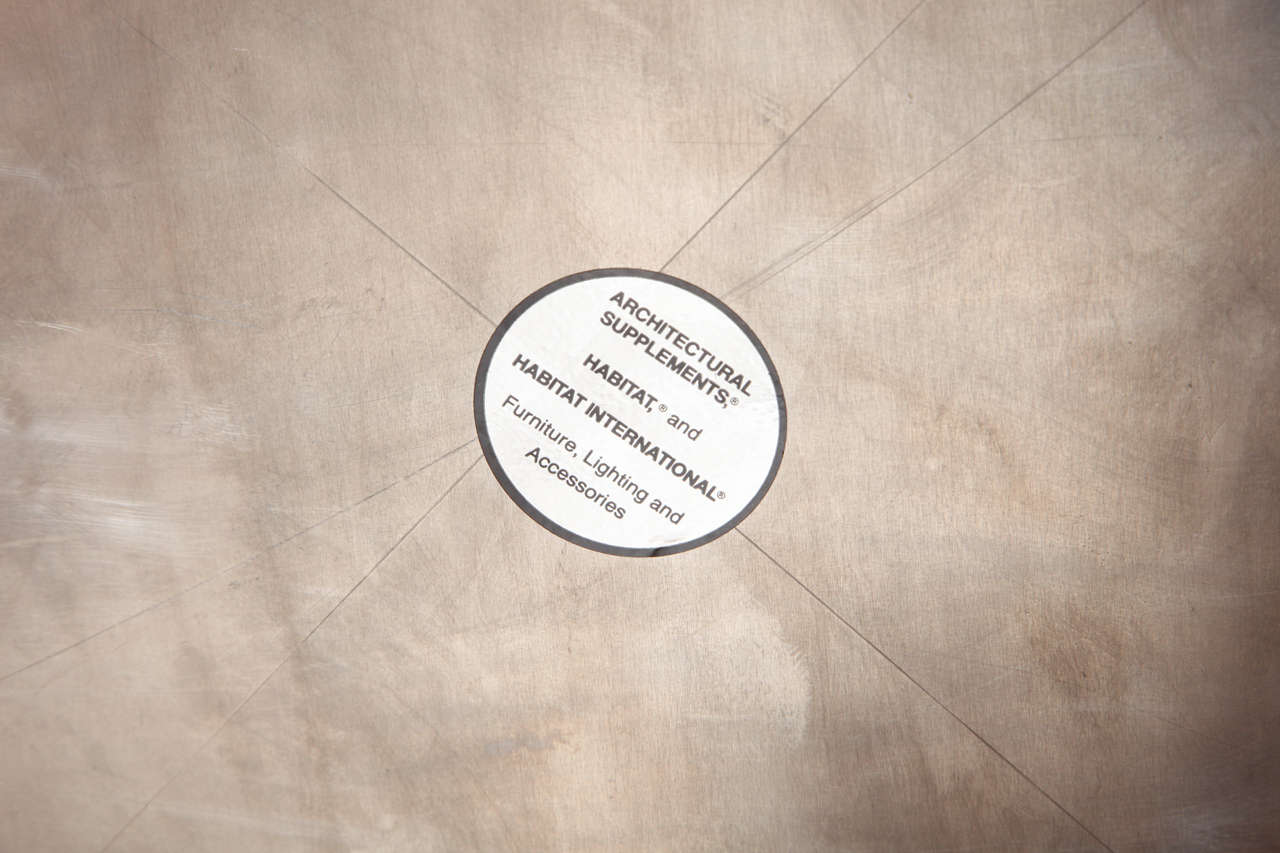 ARCHITECTURAL
SUPPLEMENTS,®
HABITAT,® and
HABITAT INTERNATIONAL®
Furniture, Lighting and
Accessories